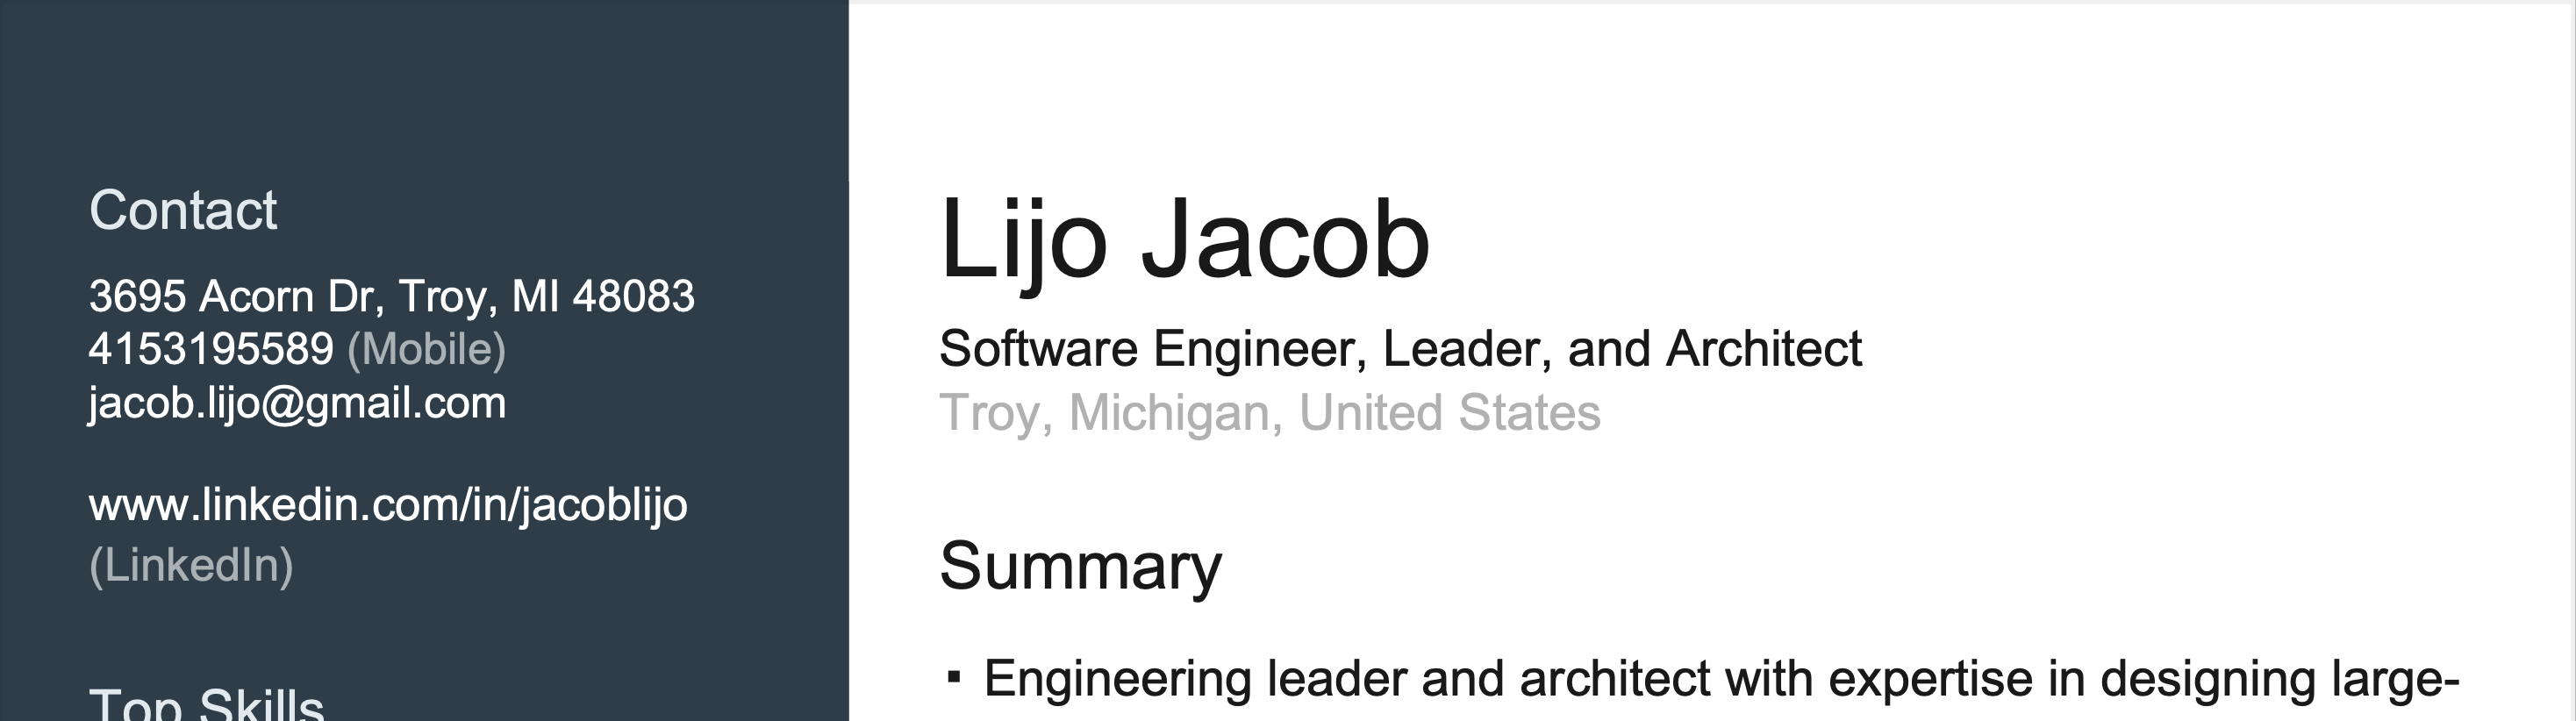 Contact
3695 Acorn Dr, Troy, MI 48083
4153195589 (Mobile)
jacob.lijo@gmail.com
www.linkedin.com/in/jacoblijo
(LinkedIn)
Top Skills
Lijo Jacob
Software Engineer, Leader, and Architect
Troy, Michigan, United States
Summary
▪ Engineering leader and architect with expertise in designing large-